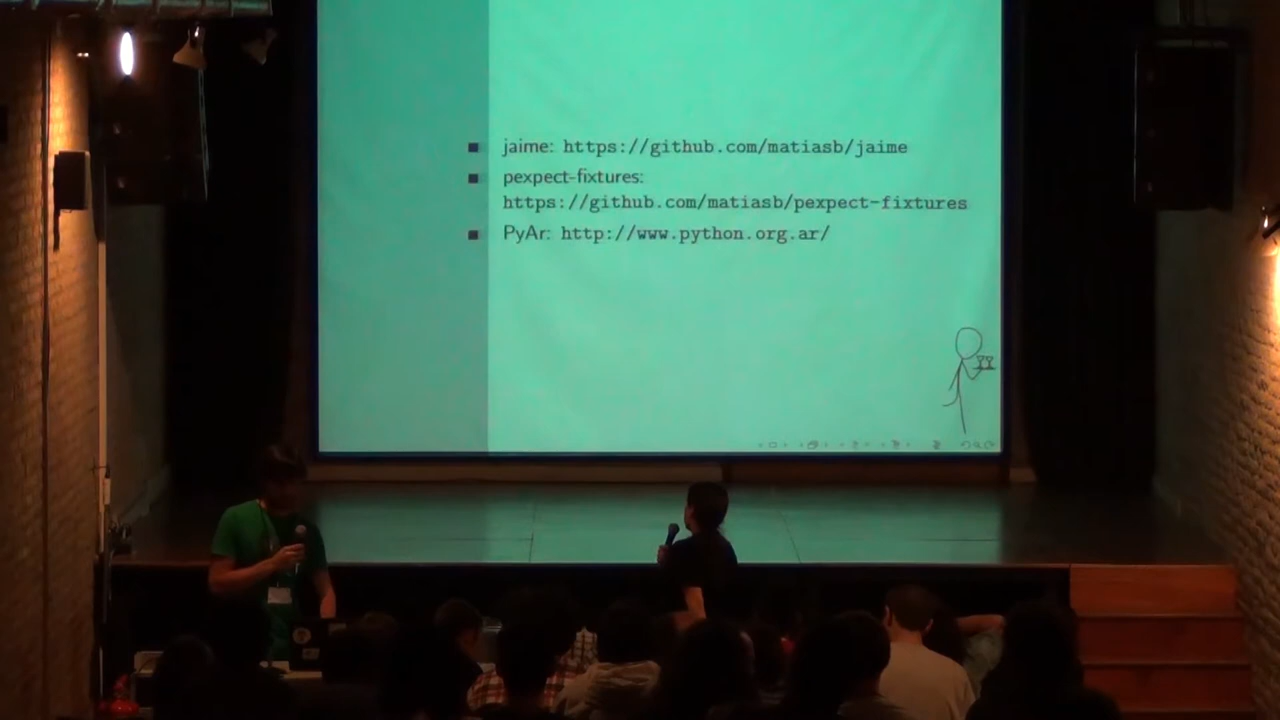 jaime: https://github.com/matiasb/jaime
pexpect-fixtures:
https://github.com/matiasb/pexpect-fixtures
PyAr: http://www.python.org.ar/